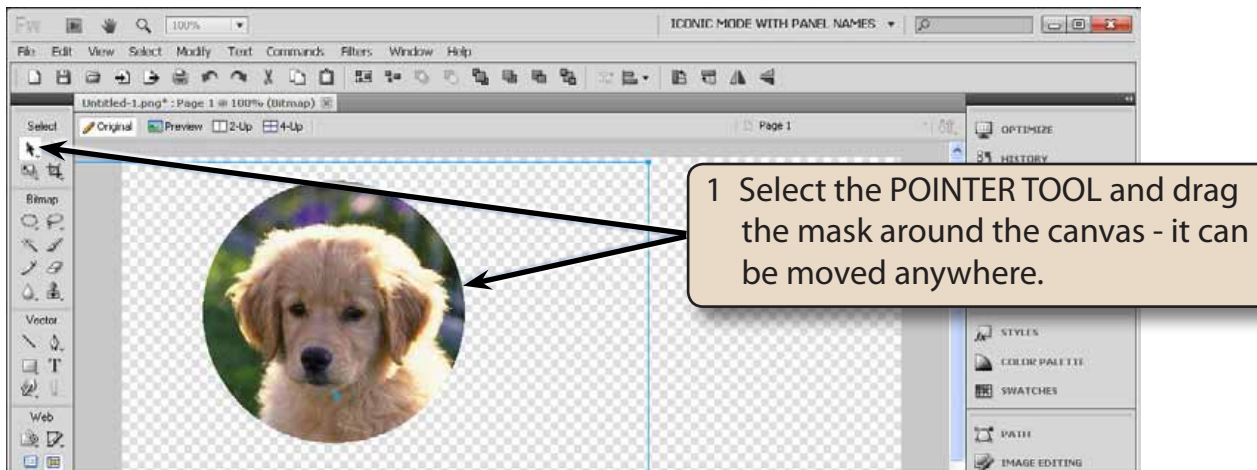 Fw 100% ICONIC MODE WITH PANEL NAMES
File Edit View Select Modify Text Commands Filters Window Help
Untitled-1.png* : Page 1 @ 100% (Bitmap)
Select Original Preview 2-Up 4-Up Page 1
OPTIMIZE
HISTORY
1 Select the POINTER TOOL and drag
the mask around the canvas - it can
be moved anywhere.
Bitmap
Vector
STYLES
COLOR PALETTE
SWATCHES
Web
PATH
IMAGE EDITING